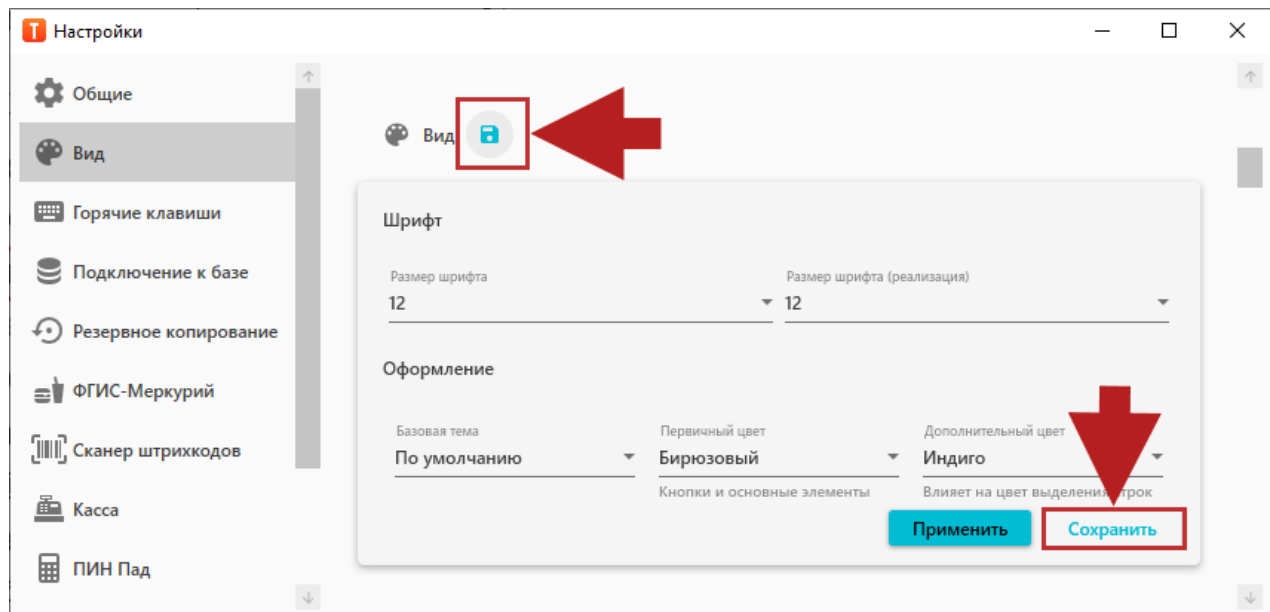 Т Настройки
Общие
Вид
Горячие клавиши
Подключение к базе
Резервное копирование
ФГИС-Меркурий
Сканер штрихкодов
Касса
ПИН Пад
Вид
Шрифт
Размер шрифта
12
Размер шрифта (реализация)
12
Оформление
Базовая тема
По умолчанию
Первичный цвет
Бирюзовый
Кнопки и основные элементы
Дополнительный цвет
Индиго
Влияет на цвет выделения строк
Применить
Сохранить